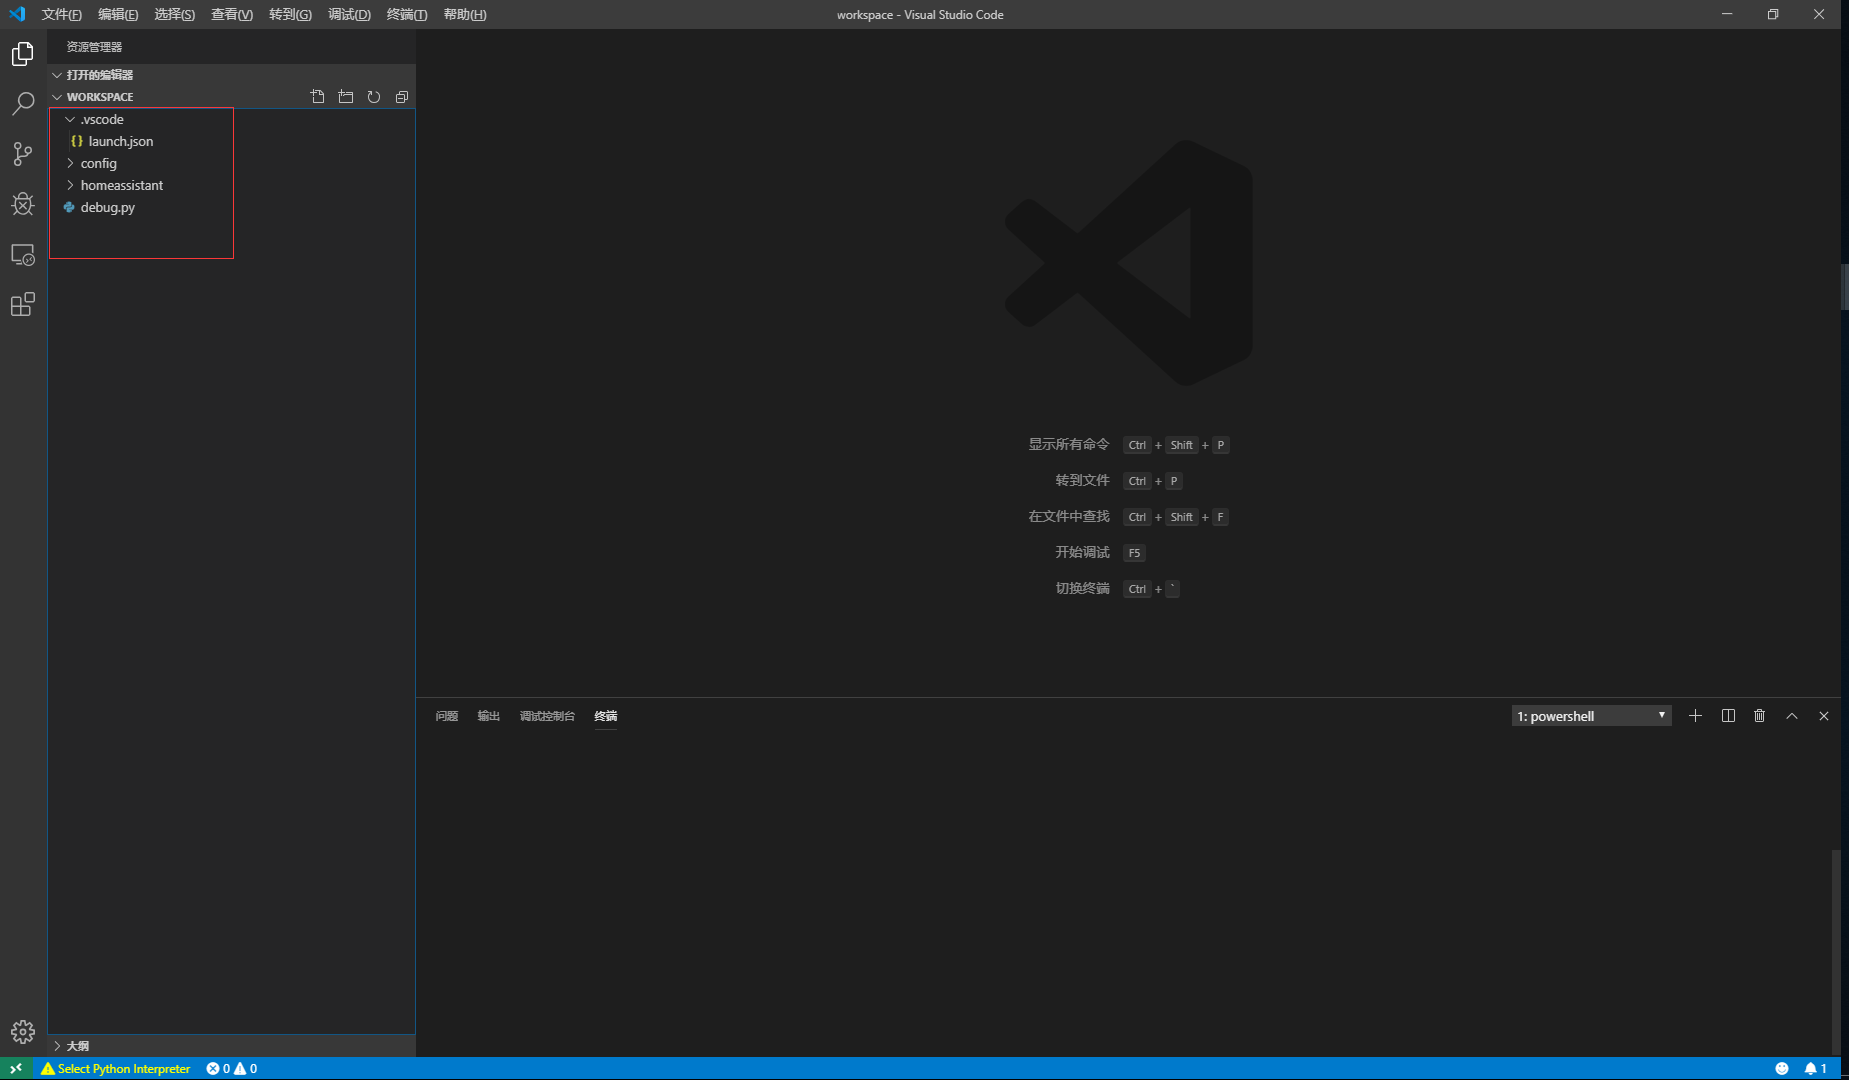 文件(F) 编辑(E) 选择(S) 查看(V) 转到(G) 调试(D) 终端(T) 帮助(H) workspace - Visual Studio Code
资源管理器
打开的编辑器
WORKSPACE
.vscode
{} launch.json
config
homeassistant
debug.py
显示所有命令 Ctrl + Shift + P
转到文件 Ctrl + P
在文件中查找 Ctrl + Shift + F
开始调试 F5
切换终端 Ctrl + `
问题 输出 调试控制台 终端 1: powershell
大纲
Select Python Interpreter 0 0 1